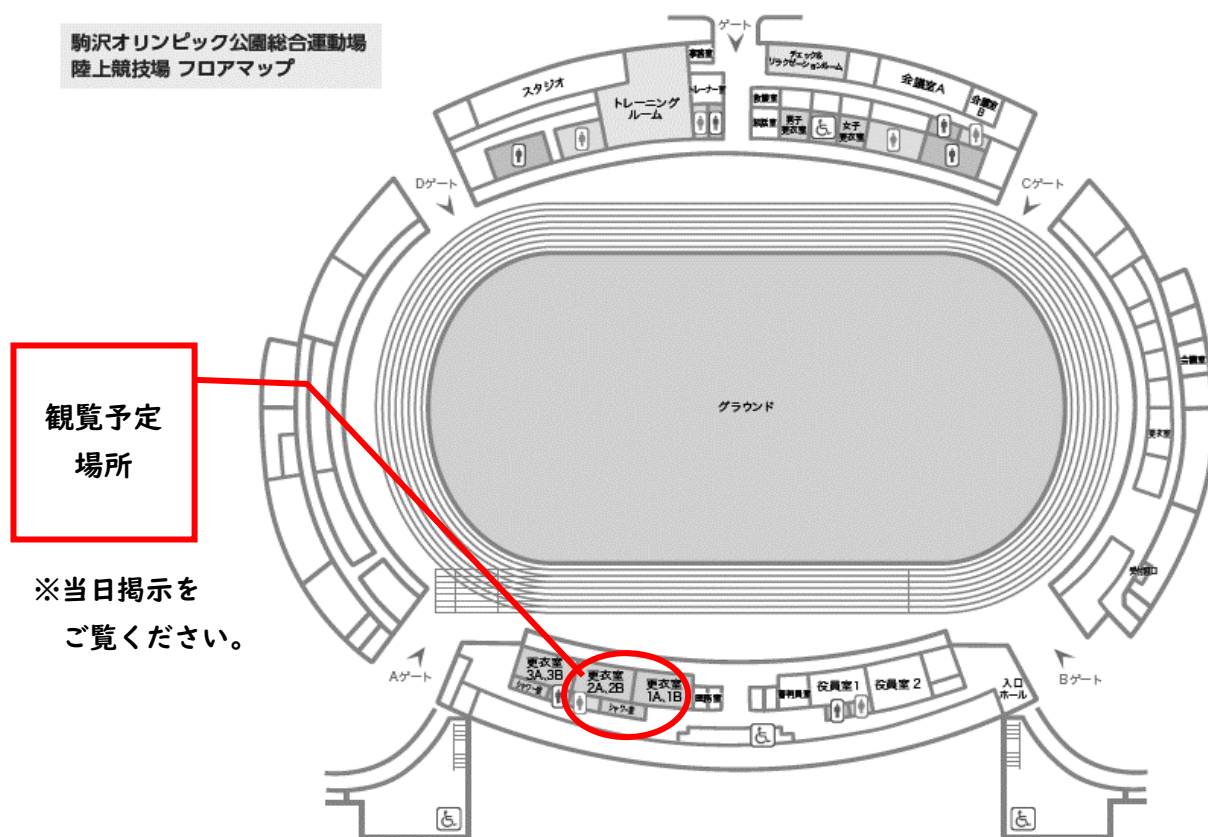 駒沢オリンピック公園総合運動場
陸上競技場 フロアマップ
ゲート
事務室
チェック&
リラクゼーションルーム
会議室A
会議室
B
スタジオ
トレーニング
ルーム
トレーナー室
男子
更衣室
女子
更衣室
Dゲート
Cゲート
観覧予定
場所
グラウンド
会議室
更衣室
※当日掲示を
ご覧ください。
受付窓口
Aゲート
更衣室
3A,3B
シャワー室
更衣室
2A,2B
シャワー室
更衣室
1A,1B
医務室
審判員室
役員室1
役員室2
入口
ホール
Bゲート